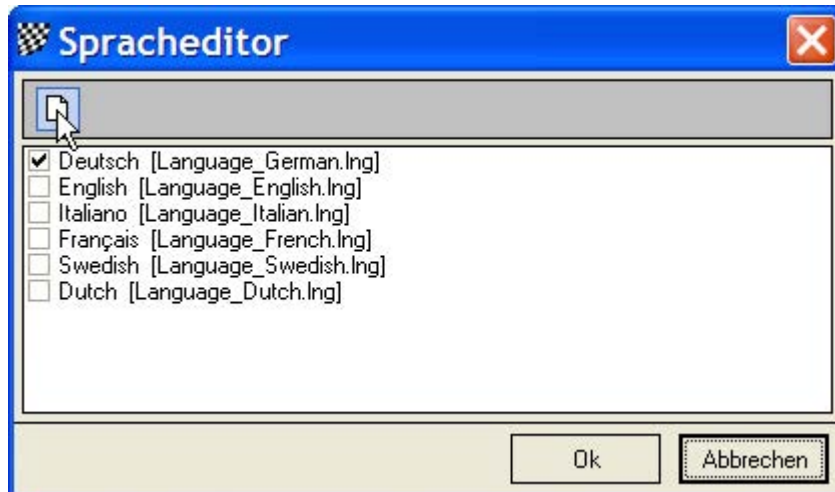 Spracheditor
Deutsch [Language_German.lng]
English [Language_English.lng]
Italiano [Language_Italian.lng]
Français [Language_French.lng]
Swedish [Language_Swedish.lng]
Dutch [Language_Dutch.lng]
Ok Abbrechen